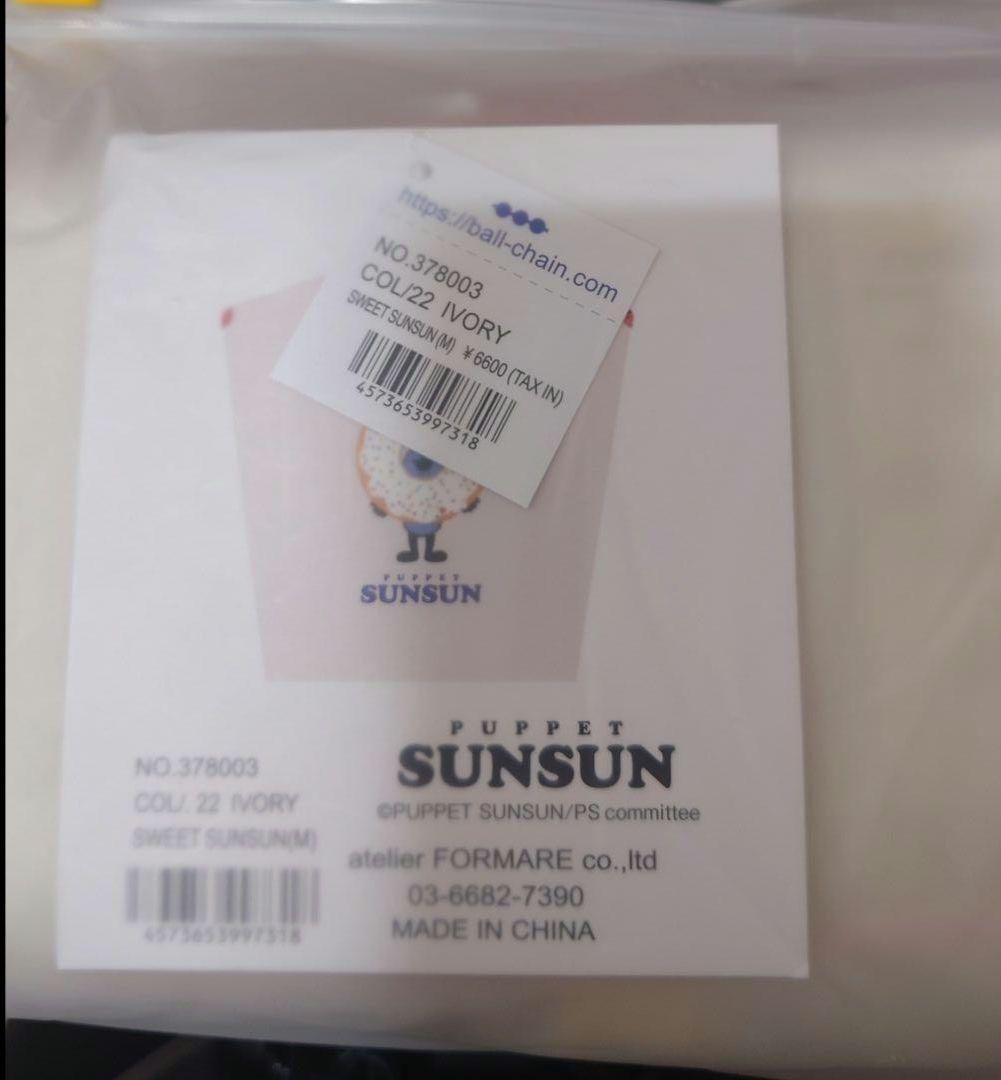 https://ball-chain.com
NO.378003
COL/22 IVORY
SWEET SUNSUN (M) ¥6600 (TAX IN)
4573653997318
PUPPET
SUNSUN
PUPPET
SUNSUN
©PUPPET SUNSUN/PS committee
NO.378003
COL/. 22 IVORY
SWEET SUNSUN(M)
4573653997318
atelier FORMARE co.,ltd
03-6682-7390
MADE IN CHINA